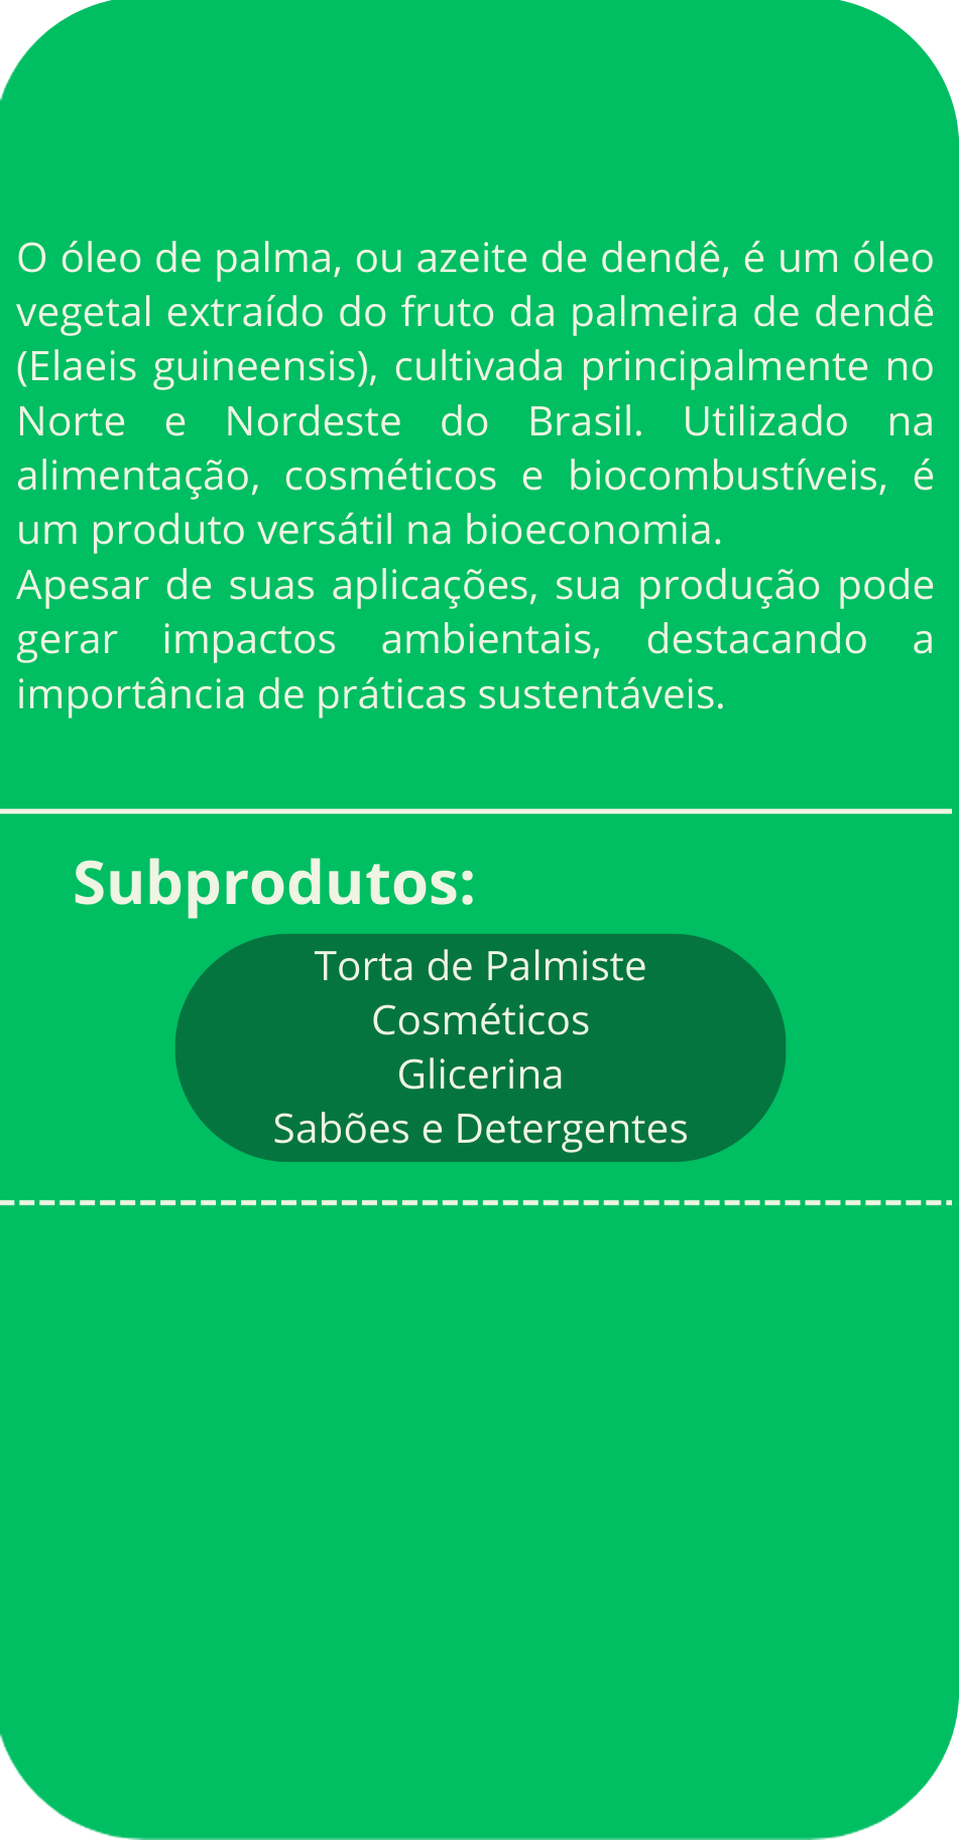 O óleo de palma, ou azeite de dendê, é um óleo
vegetal extraído do fruto da palmeira de dendê
(Elaeis guineensis), cultivada principalmente no
Norte e Nordeste do Brasil. Utilizado na
alimentação, cosméticos e biocombustíveis, é
um produto versátil na bioeconomia.
Apesar de suas aplicações, sua produção pode
gerar impactos ambientais, destacando a
importância de práticas sustentáveis.
Subprodutos:
Torta de Palmiste
Cosméticos
Glicerina
Sabões e Detergentes